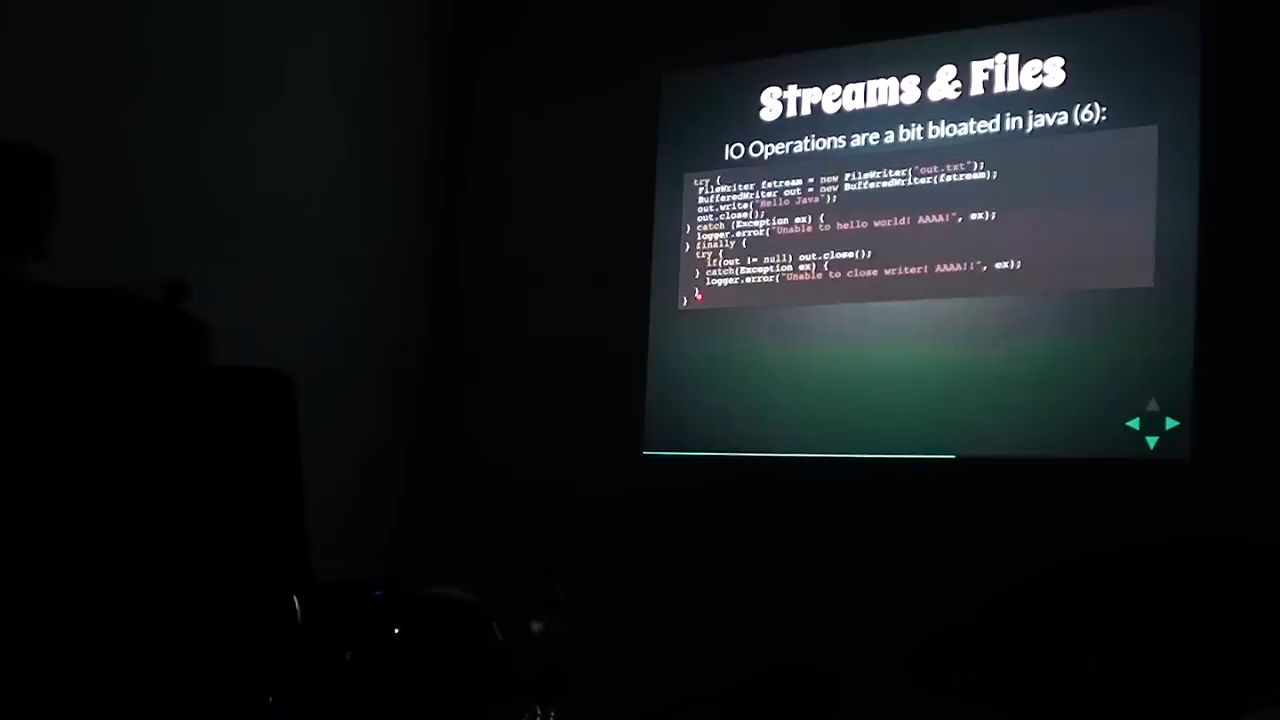 Streams & Files
IO Operations are a bit bloated in java (6):
try {
FileWriter fstream = new FileWriter("out.txt");
BufferedWriter out = new BufferedWriter(fstream);
out.write("Hello Java");
out.close();
} catch (Exception ex) {
logger.error("Unable to hello world! AAAA!", ex);
} finally {
try {
if(out != null) out.close();
} catch(Exception ex) {
logger.error("Unable to close writer! AAAA!!", ex);
}
}